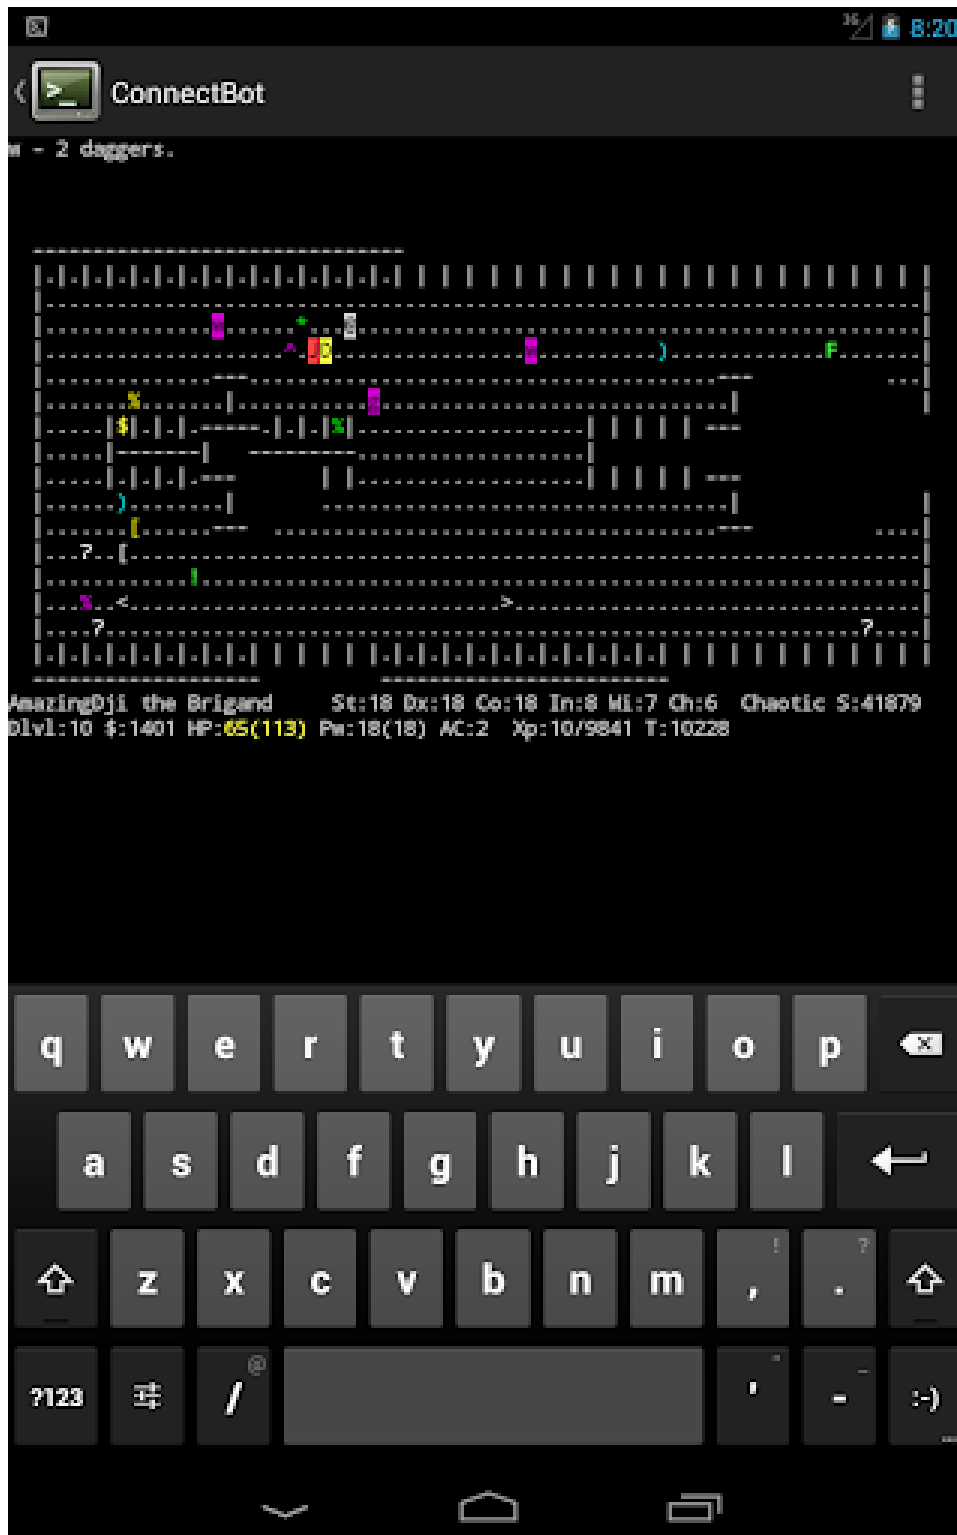 3G 8:20
ConnectBot
w - 2 daggers.
AmazingDji the Brigand St:18 Dx:18 Co:18 In:8 Wi:7 Ch:6 Chaotic S:41879
Dlvl:10 $:1401 HP:65(113) Pw:18(18) AC:2 Xp:10/9841 T:10228
q w e r t y u i o p
a s d f g h j k l
z x c v b n m , ! . ?
?123 / @ ' " - _ :-)